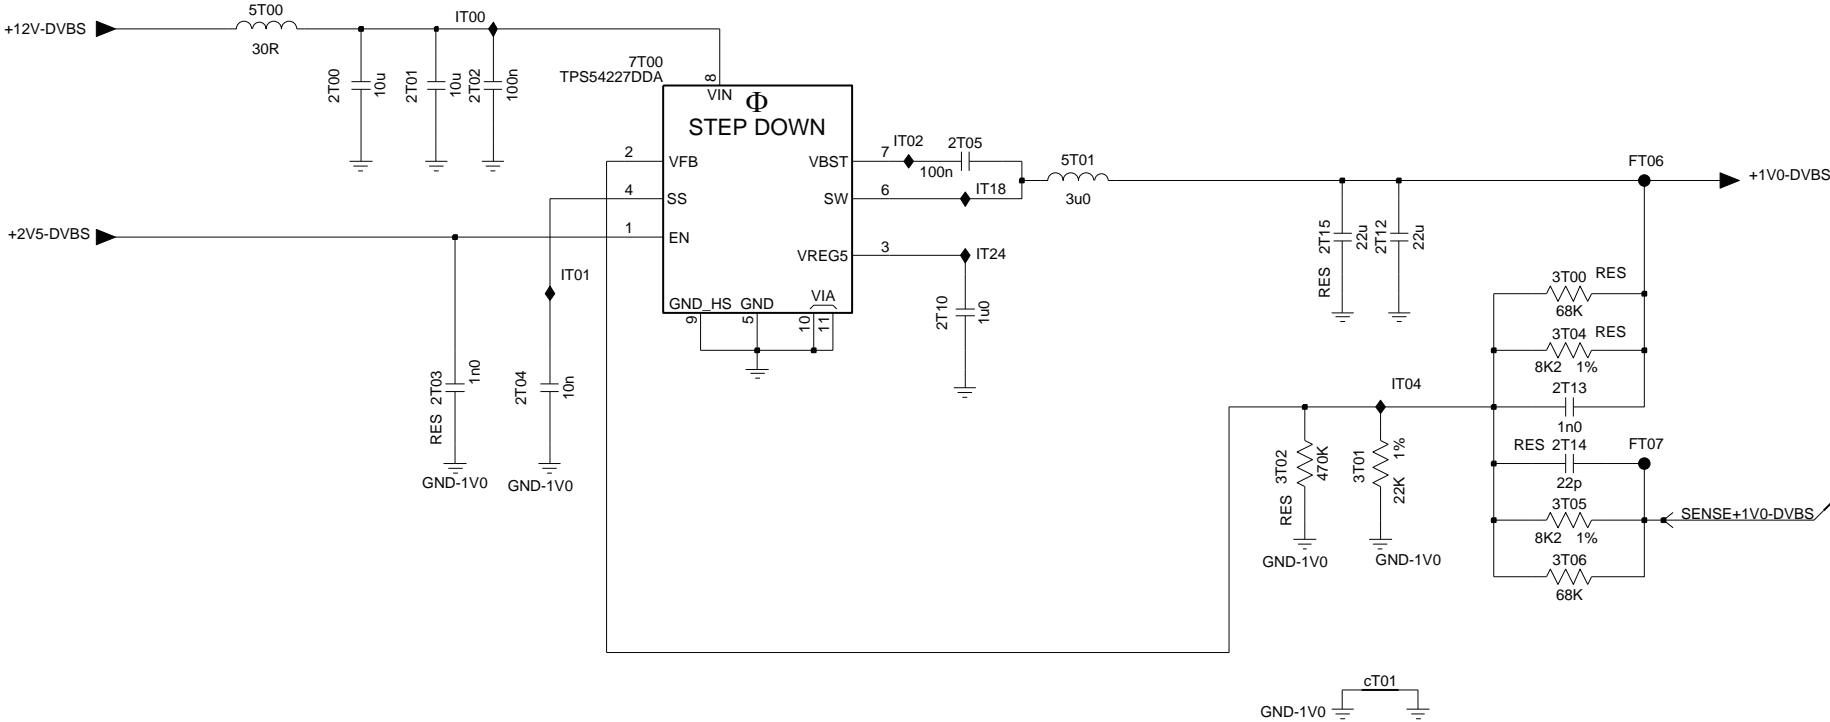 +12V-DVBS
5T00
30R
IT00
2T00
10u
2T01
10u
2T02
100n
7T00
TPS54227DDA
8
VIN
Φ
STEP DOWN
2
VFB
4
SS
1
EN
+2V5-DVBS
7
VBST
6
SW
3
VREG5
GND_HS
GND
VIA
9
5
10
11
IT02
2T05
100n
IT18
5T01
3u0
IT24
2T10
1u0
IT01
RES 2T03
1n0
GND-1V0
2T04
10n
GND-1V0
FT06
+1V0-DVBS
RES 2T15
22u
2T12
22u
3T00 RES
68K
3T04 RES
8K2 1%
2T13
1n0
IT04
RES 2T14
22p
FT07
3T05
8K2 1%
SENSE+1V0-DVBS
3T06
68K
RES 3T02
470K
GND-1V0
3T01
22K 1%
GND-1V0
cT01
GND-1V0